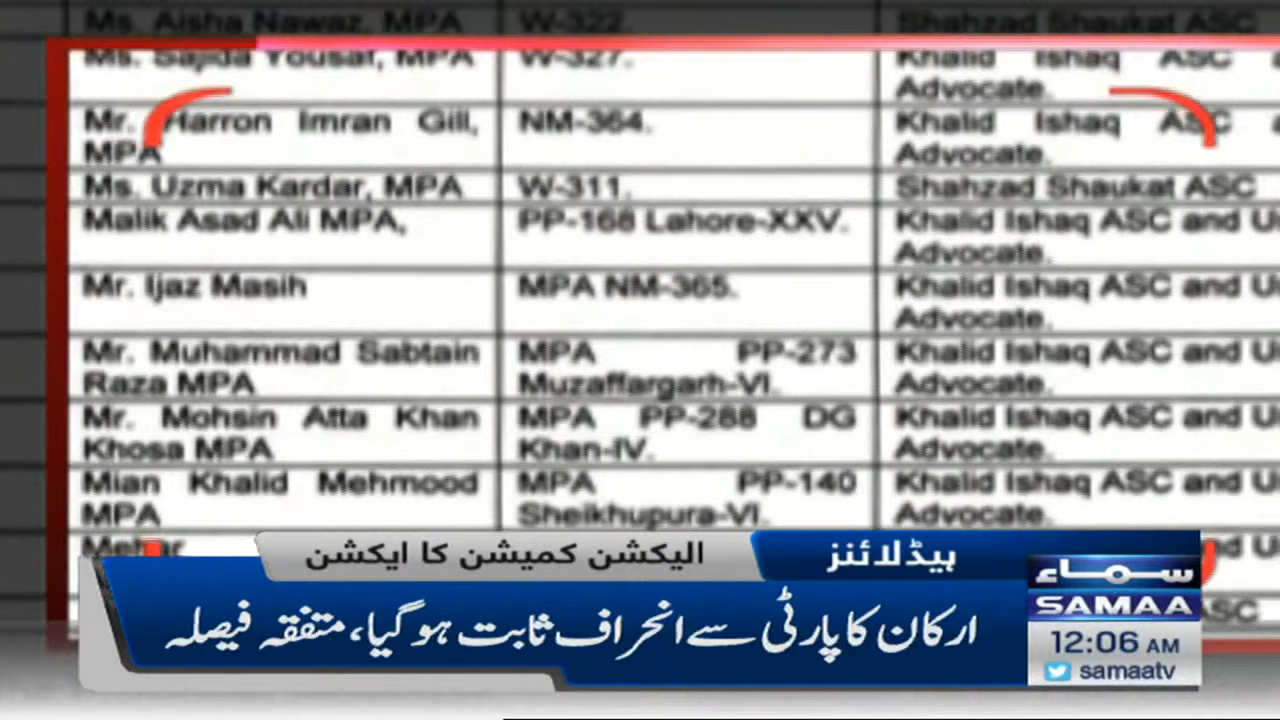 Ms. Aisha Nawaz, MPA W-322 Shahzad Shaukat ASC
Ms. Sajida Yousaf, MPA W-327. Khalid Ishaq ASC
Advocate.
Mr. Harron Imran Gill, NM-364. Khalid Ishaq ASC
MPA Advocate.
Ms. Uzma Kardar, MPA W-311. Shahzad Shaukat ASC
Malik Asad Ali MPA, PP-168 Lahore-XXV. Khalid Ishaq ASC and
Advocate.
Mr. Ijaz Masih MPA NM-365. Khalid Ishaq ASC and
Advocate.
Mr. Muhammad Sabtain MPA PP-273 Khalid Ishaq ASC and
Raza MPA Muzaffargarh-VI. Advocate.
Mr. Mohsin Atta Khan MPA PP-288 DG Khalid Ishaq ASC and
Khosa MPA Khan-IV. Advocate.
Mian Khalid Mehmood MPA PP-140 Khalid Ishaq ASC and
MPA Sheikhupura-VI. Advocate.
ہیڈلائنز
الیکشن کمیشن کا ایکشن
ارکان کا پارٹی سے انحراف ثابت ہو گیا، متفقہ فیصلہ
سماء
SAMAA
12:06 AM
samaatv